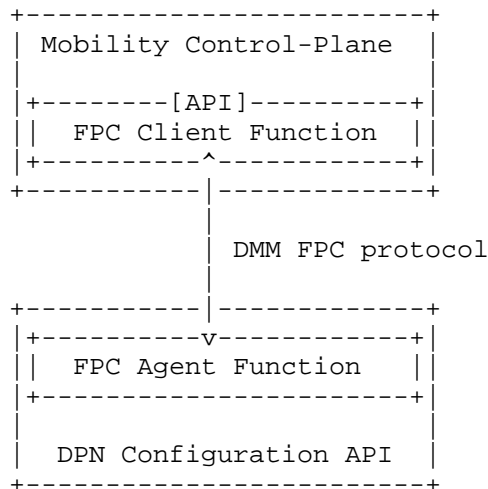 Mobility Control-Plane
[API]
FPC Client Function
DMM FPC protocol
FPC Agent Function
DPN Configuration API